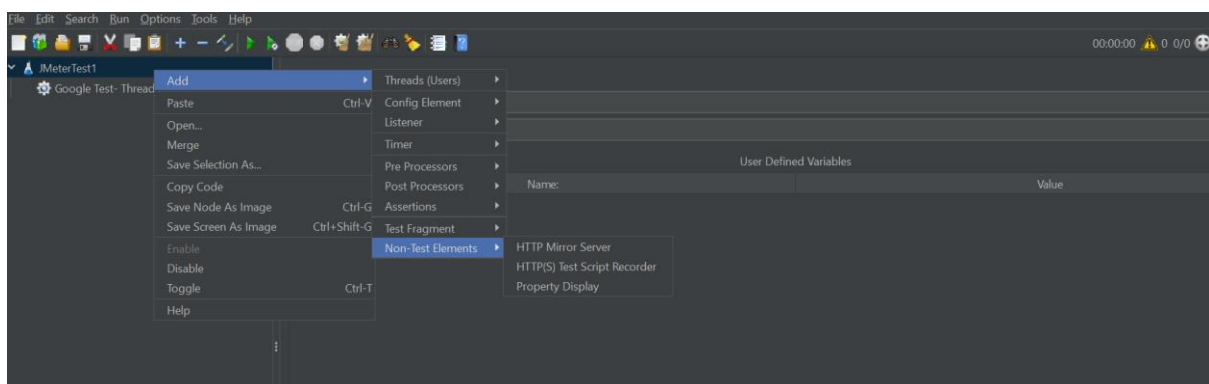 File Edit Search Run Options Tools Help
00:00:00 0 0/0
JMeterTest1
Google Test- Thread
Add
Paste Ctrl-V
Open...
Merge
Save Selection As...
Copy Code
Save Node As Image Ctrl-G
Save Screen As Image Ctrl+Shift-G
Enable
Disable
Toggle Ctrl-T
Help
Threads (Users)
Config Element
Listener
Timer
Pre Processors
Post Processors
Assertions
Test Fragment
Non-Test Elements
HTTP Mirror Server
HTTP(S) Test Script Recorder
Property Display
User Defined Variables
Name: Value